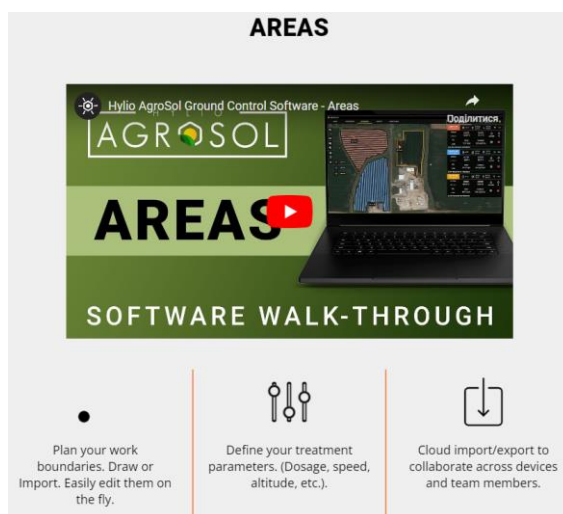 AREAS
Hylio AgroSol Ground Control Software - Areas
Поділитися
HYLIO
AGROSOL
AREAS
SOFTWARE WALK-THROUGH
Plan your work
boundaries. Draw or
Import. Easily edit them on
the fly.
Define your treatment
parameters. (Dosage, speed,
altitude, etc.).
Cloud import/export to
collaborate across devices
and team members.